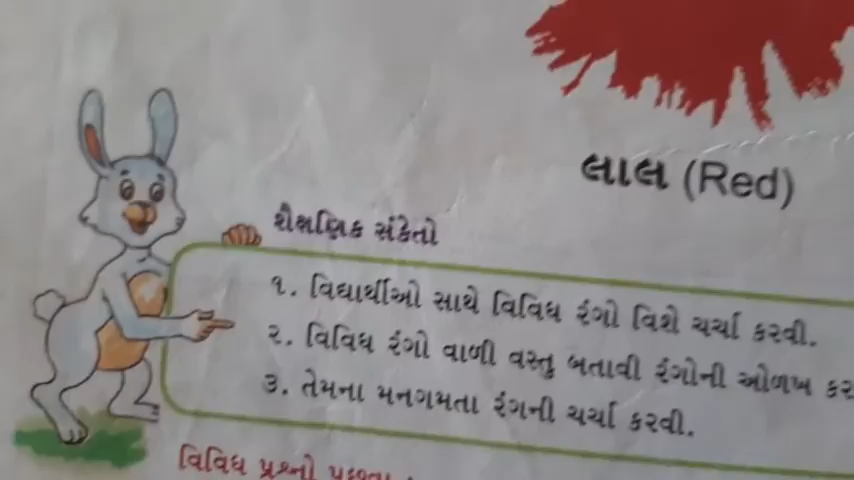 લાલ (Red)
શૈક્ષણિક સંકેતો
૧. વિદ્યાર્થીઓ સાથે વિવિધ રંગો વિશે ચર્ચા કરવી.
૨. વિવિધ રંગો વાળી વસ્તુ બતાવી રંગોની ઓળખ
૩. તેમના મનગમતા રંગની ચર્ચા કરવી.
વિવિધ પ્રશ્નો